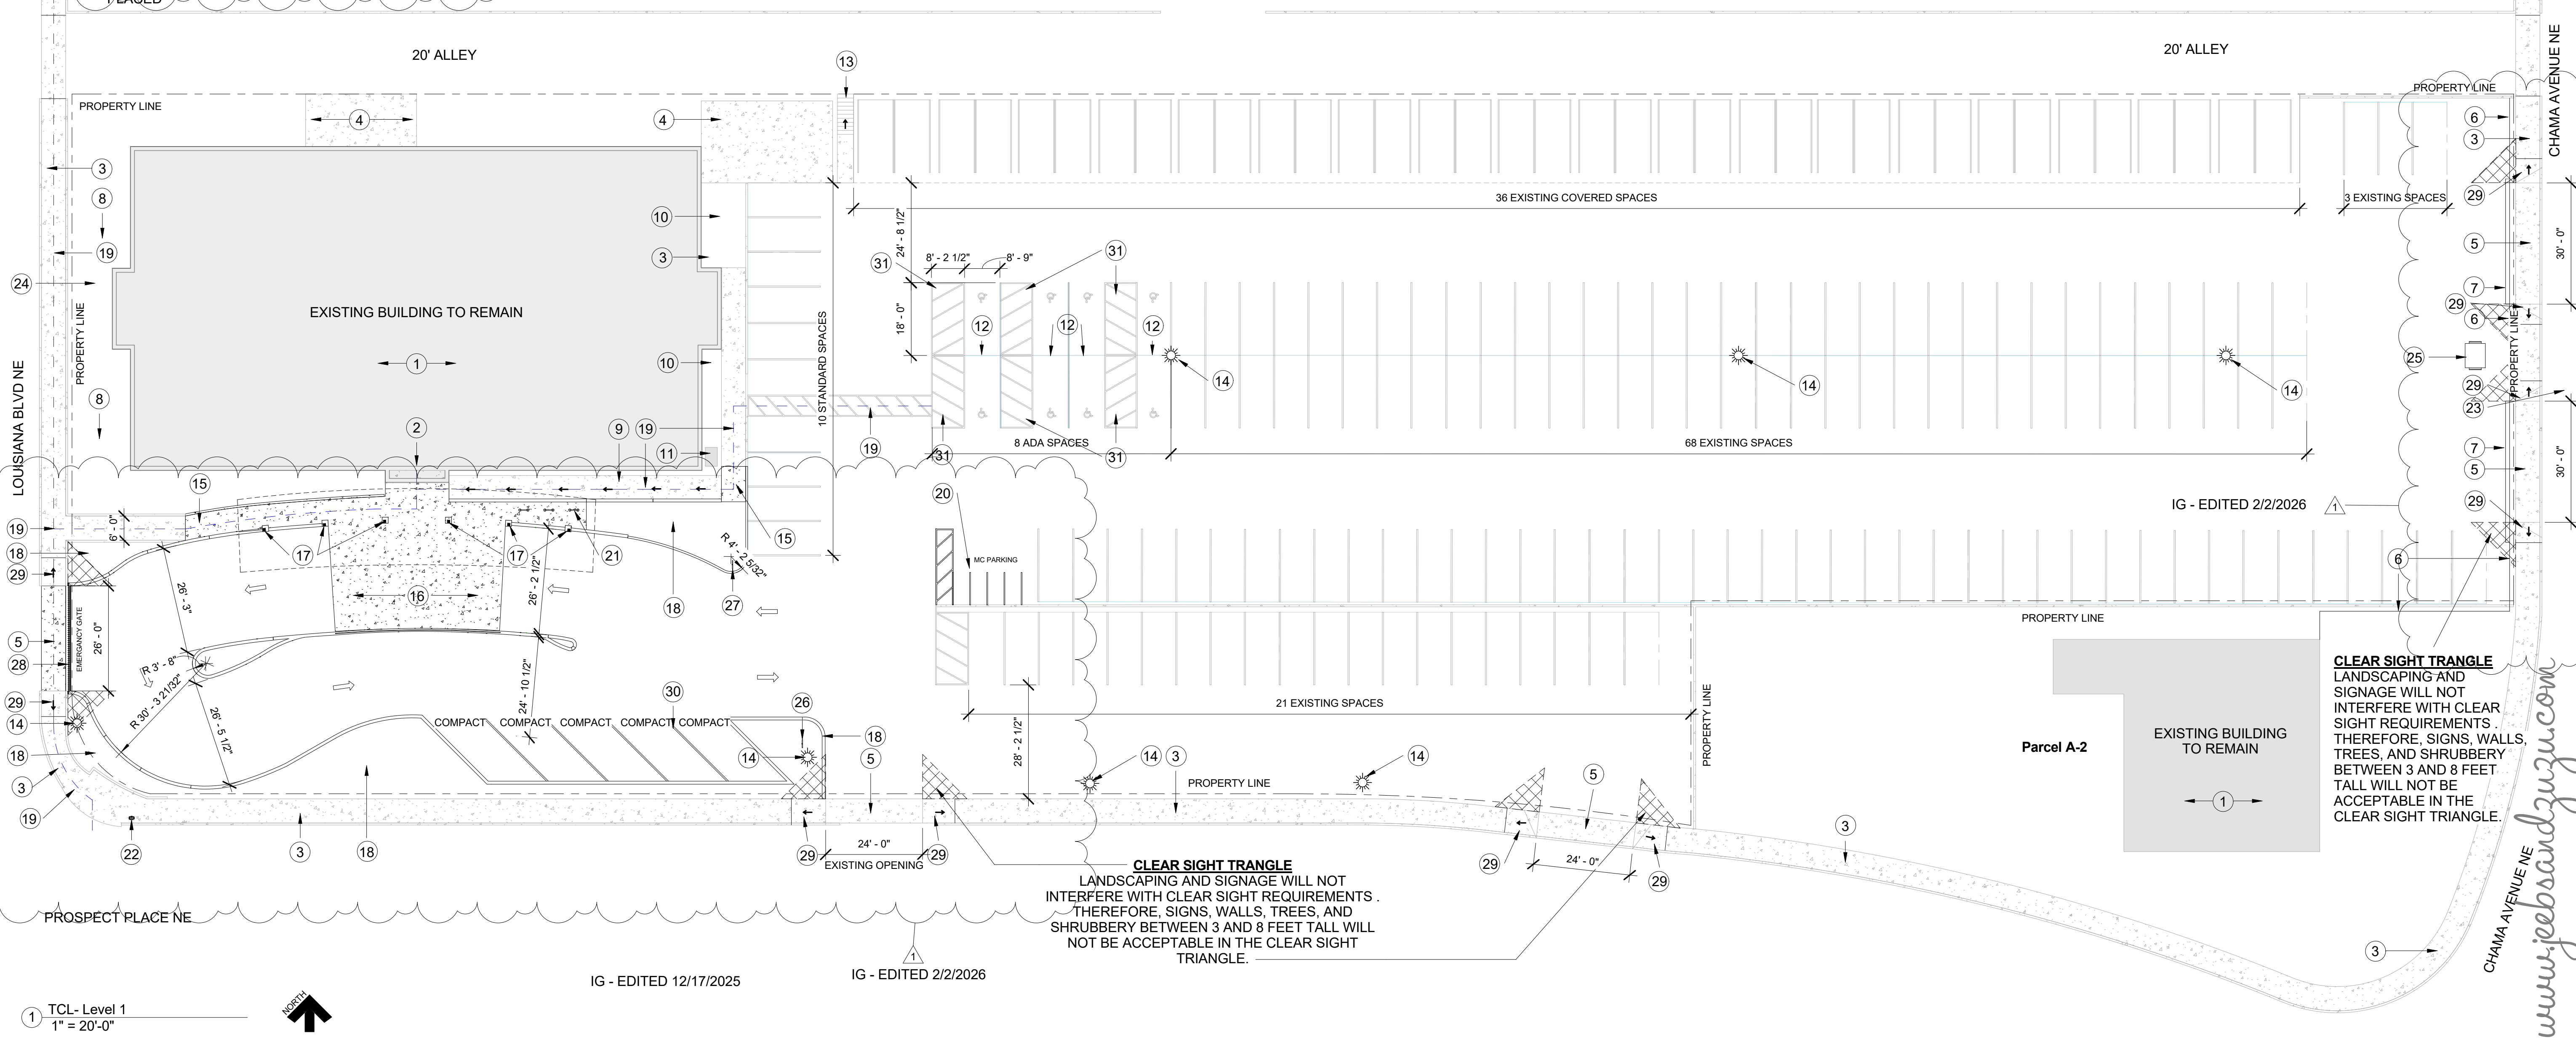 PLACED
20' ALLEY
20' ALLEY
CHAMA AVENUE NE
13
PROPERTY LINE
PROPERTY LINE
4
4
6
3
3
8
10
36 EXISTING COVERED SPACES
3 EXISTING SPACES
29
24' - 8 1/2"
19
3
31
8' - 2 1/2"
8' - 9"
31
5
30' - 0"
24
7
29
EXISTING BUILDING TO REMAIN
18' - 0"
12
12
12
6
PROPERTY LINE
PROPERTY LINE
1
10
10 STANDARD SPACES
14
14
14
25
29
23
LOUISIANA BLVD NE
8
2
9
19
19
8 ADA SPACES
68 EXISTING SPACES
11
31
31
7
5
30' - 0"
15
20
29
IG - EDITED 2/2/2026
1
19
6' - 0"
18
17
17
21
15
R 4' - 2 5/32"
MC PARKING
6
29
26' - 3"
16
26' - 2 1/2"
18
27
EMERGANCY GATE
26' - 0"
5
28
PROPERTY LINE
R 3' - 8"
R 30' - 3 21/32"
26' - 5 1/2"
24' - 10 1/2"
30
26
29
14
21 EXISTING SPACES
PROPERTY LINE
COMPACT
COMPACT
COMPACT
COMPACT
COMPACT
18
14
18
5
28' - 2 1/2"
14
3
14
PROPERTY LINE
5
Parcel A-2
EXISTING BUILDING
TO REMAIN
1
CLEAR SIGHT TRANGLE
LANDSCAPING AND
SIGNAGE WILL NOT
INTERFERE WITH CLEAR
SIGHT REQUIREMENTS .
THEREFORE, SIGNS, WALLS,
TREES, AND SHRUBBERY
BETWEEN 3 AND 8 FEET
TALL WILL NOT BE
ACCEPTABLE IN THE
CLEAR SIGHT TRIANGLE.
3
19
22
3
18
29
24' - 0"
EXISTING OPENING
29
29
24' - 0"
29
3
CLEAR SIGHT TRANGLE
LANDSCAPING AND SIGNAGE WILL NOT
INTERFERE WITH CLEAR SIGHT REQUIREMENTS .
THEREFORE, SIGNS, WALLS, TREES, AND
SHRUBBERY BETWEEN 3 AND 8 FEET TALL WILL
NOT BE ACCEPTABLE IN THE CLEAR SIGHT
TRIANGLE.
PROSPECT PLACE NE
3
CHAMA AVENUE NE
www.jeebsandzuzu.com
1
IG - EDITED 2/2/2026
IG - EDITED 12/17/2025
1
TCL- Level 1
1" = 20'-0"
NORTH